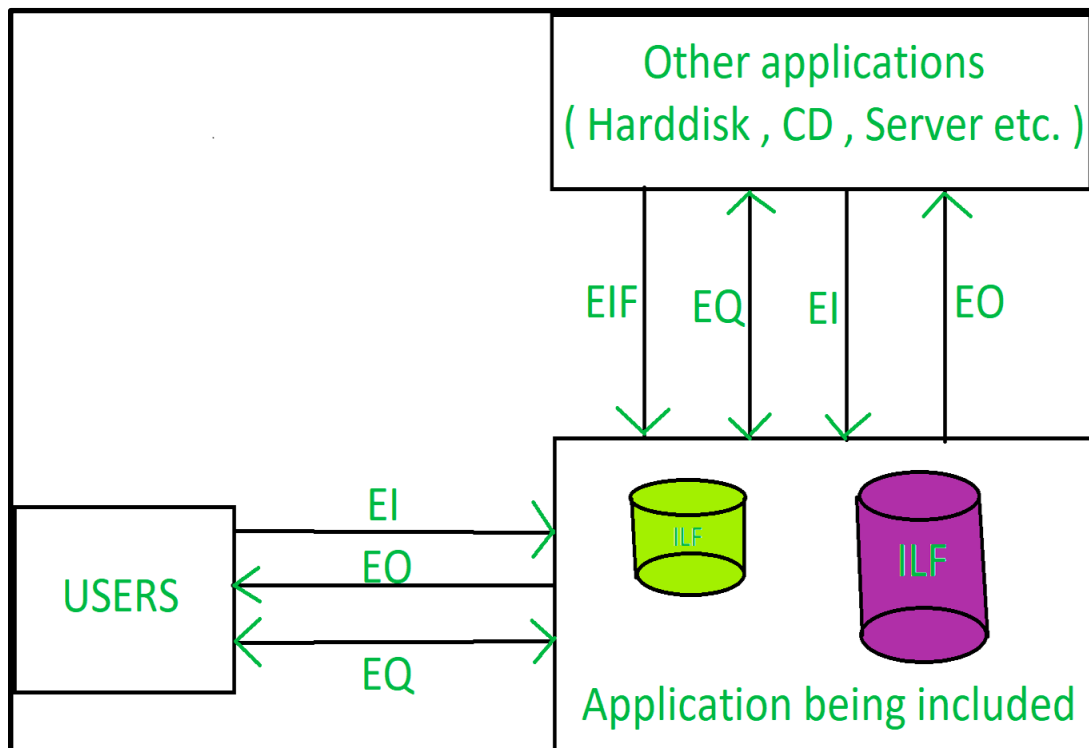 Other applications
( Harddisk , CD , Server etc. )
EIF
EQ
EI
EO
EI
EO
EQ
USERS
ILF
ILF
Application being included